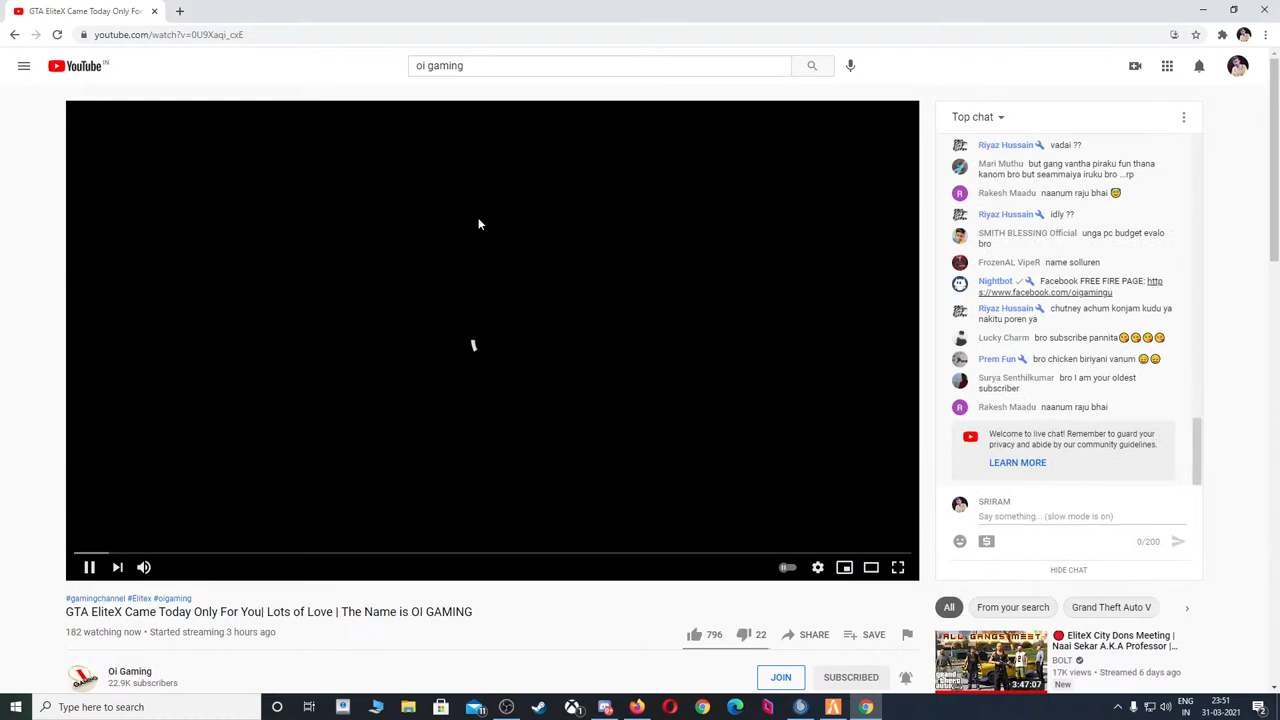 GTA EliteX Came Today Only For
youtube.com/watch?v=0U9Xaqi_cxE
YouTube IN
oi gaming
Top chat
Riyaz Hussain vadai ??
Mari Muthu but gang vantha piraku fun thana
kanom bro but seammaiya iruku bro ...rp
Rakesh Maadu naanum raju bhai 😇
Riyaz Hussain idly ??
SMITH BLESSING Official unga pc budget evalo
bro
FrozenAL VipeR name solluren
Nightbot Facebook FREE FIRE PAGE: http
s://www.facebook.com/oigamingu
Riyaz Hussain chutney achum konjam kudu ya
nakitu poren ya
Lucky Charm bro subscribe pannita😘😘😘😘
Prem Fun bro chicken biriyani vanum 😄😄
Surya Senthilkumar bro I am your oldest
subscriber
Rakesh Maadu naanum raju bhai
Welcome to live chat! Remember to guard your
privacy and abide by our community guidelines.
LEARN MORE
SRIRAM
Say something... (slow mode is on)
0/200
HIDE CHAT
#gamingchannel #Elitex #oigaming
GTA EliteX Came Today Only For You| Lots of Love | The Name is OI GAMING
182 watching now • Started streaming 3 hours ago
796 22 SHARE SAVE
Oi Gaming
22.9K subscribers
JOIN SUBSCRIBED
All From your search Grand Theft Auto V
ALL GANGS MEET
3:47:07
EliteX City Dons Meeting |
Naai Sekar A.K.A Professor |...
BOLT
17K views • Streamed 6 days ago
New
Type here to search
ENG
IN
23:51
31-03-2021